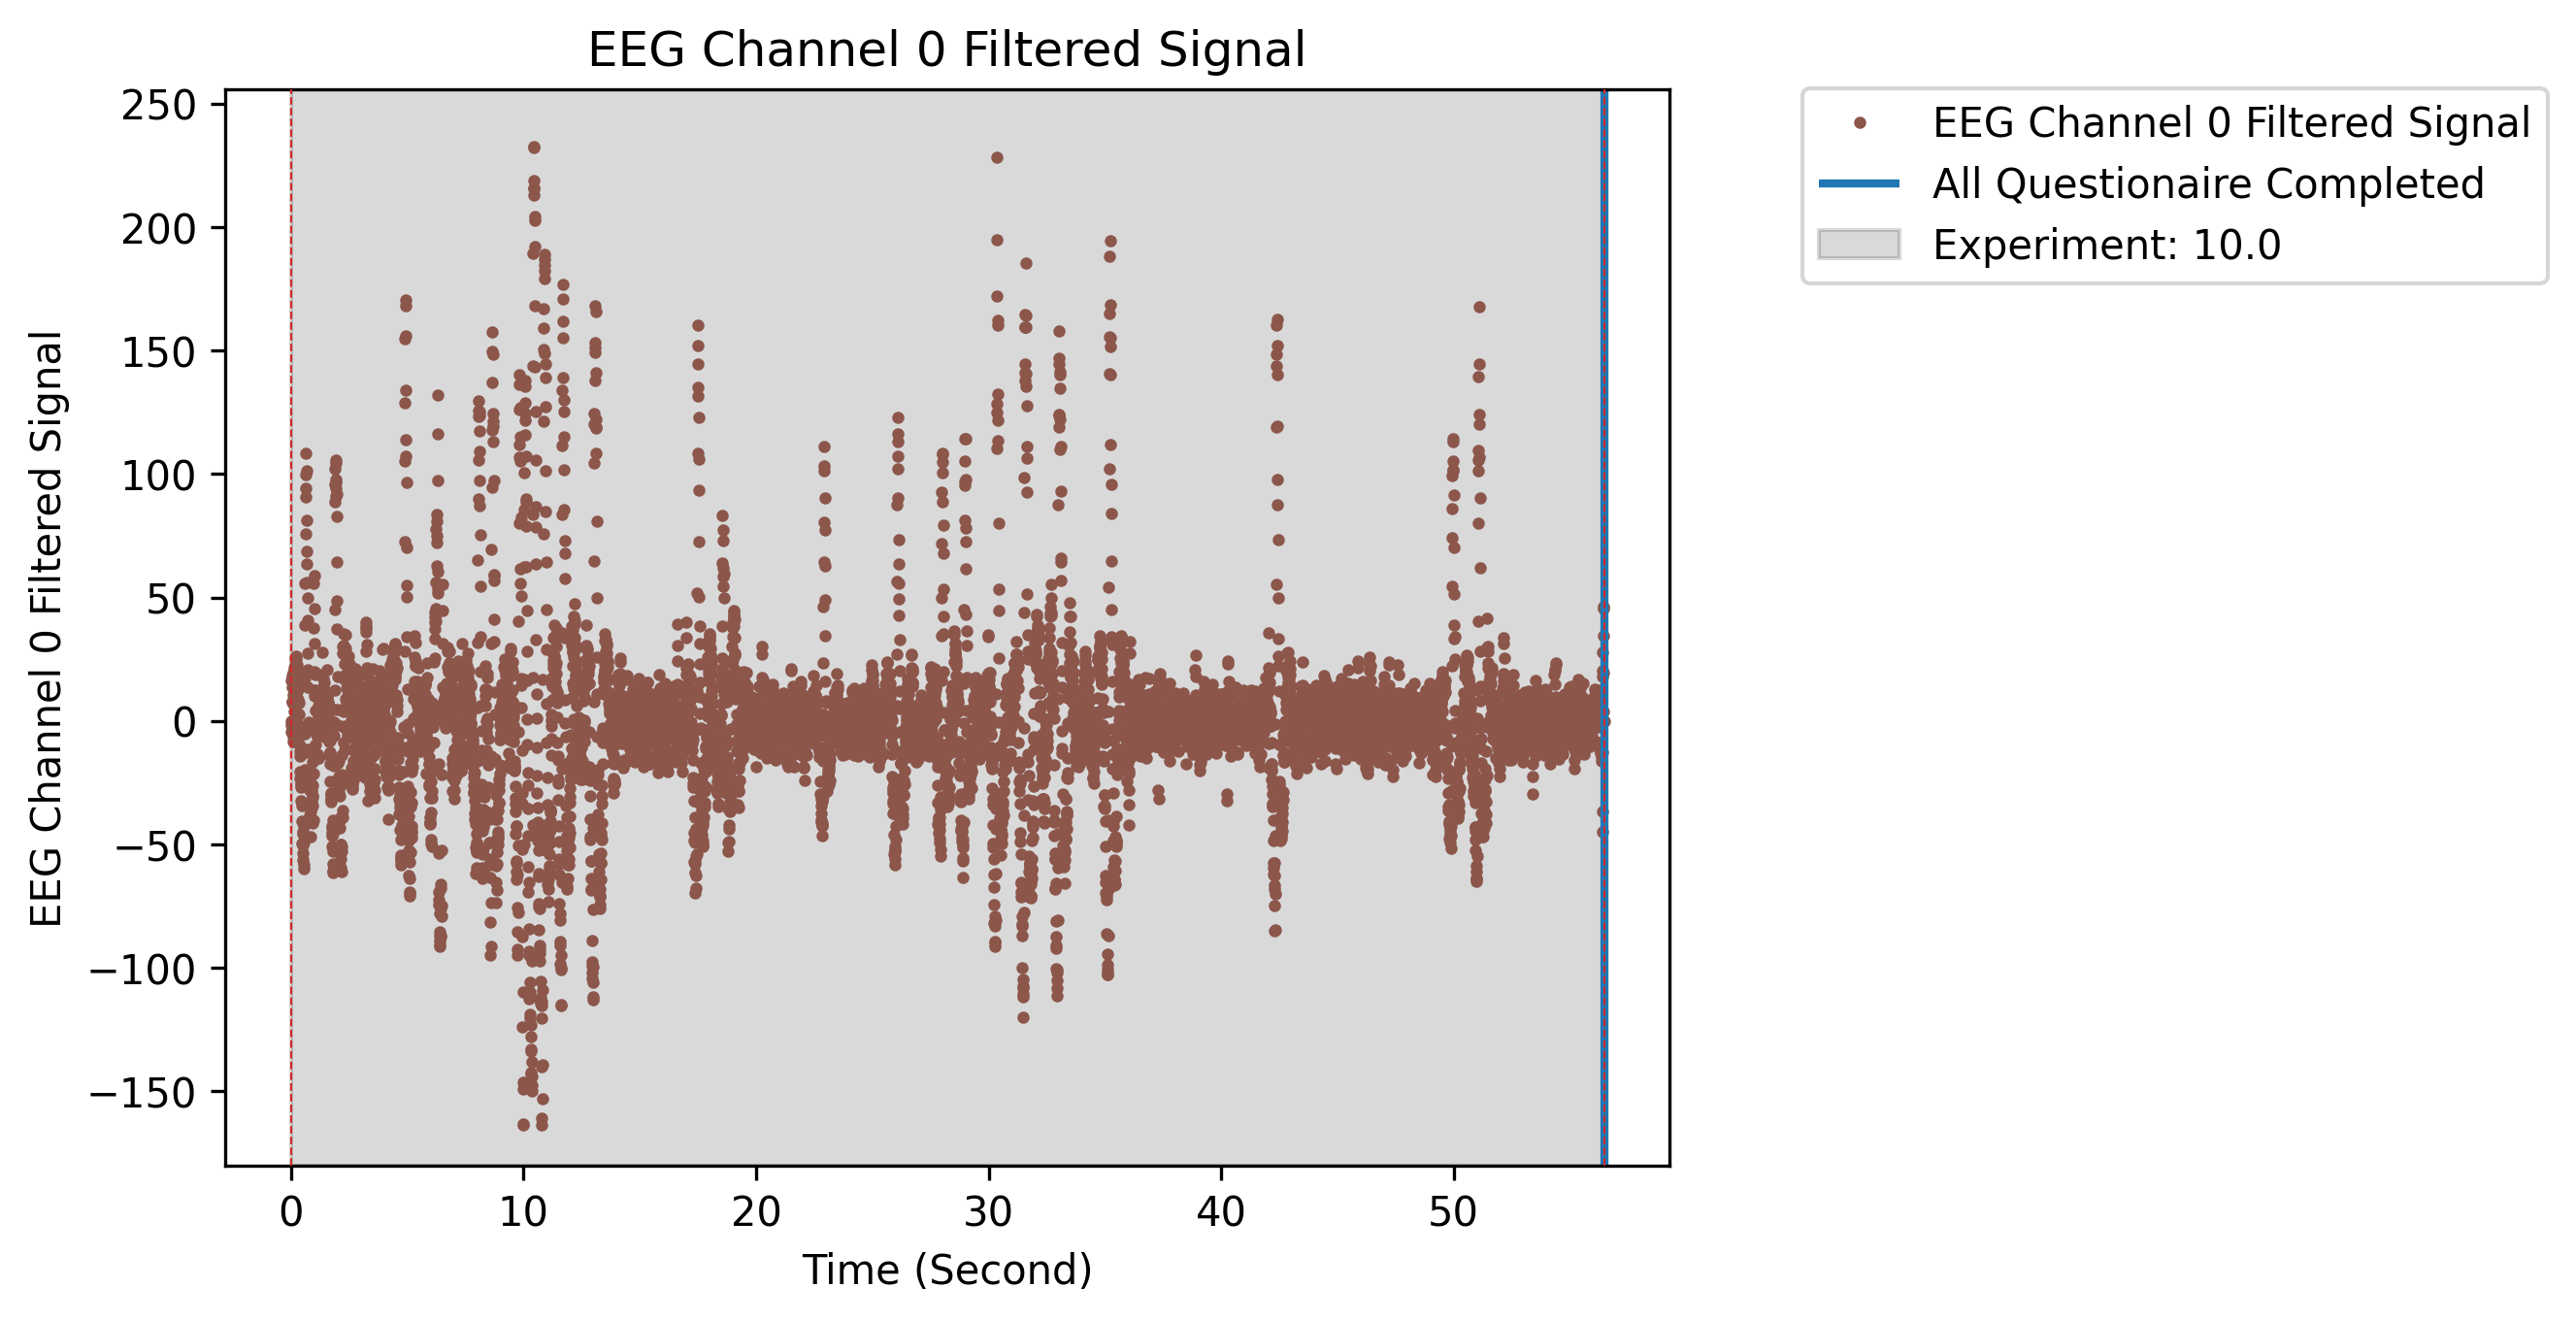 EEG Channel 0 Filtered Signal
EEG Channel 0 Filtered Signal
250
200
150
100
50
0
−50
−100
−150
0 10 20 30 40 50
Time (Second)
EEG Channel 0 Filtered Signal
All Questionaire Completed
Experiment: 10.0